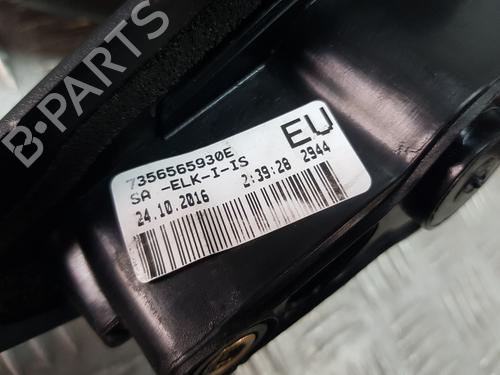 B-PARTS
7356565930E
EU
SA -ELK-I-IS
24.10.2016 2:39:28 2944